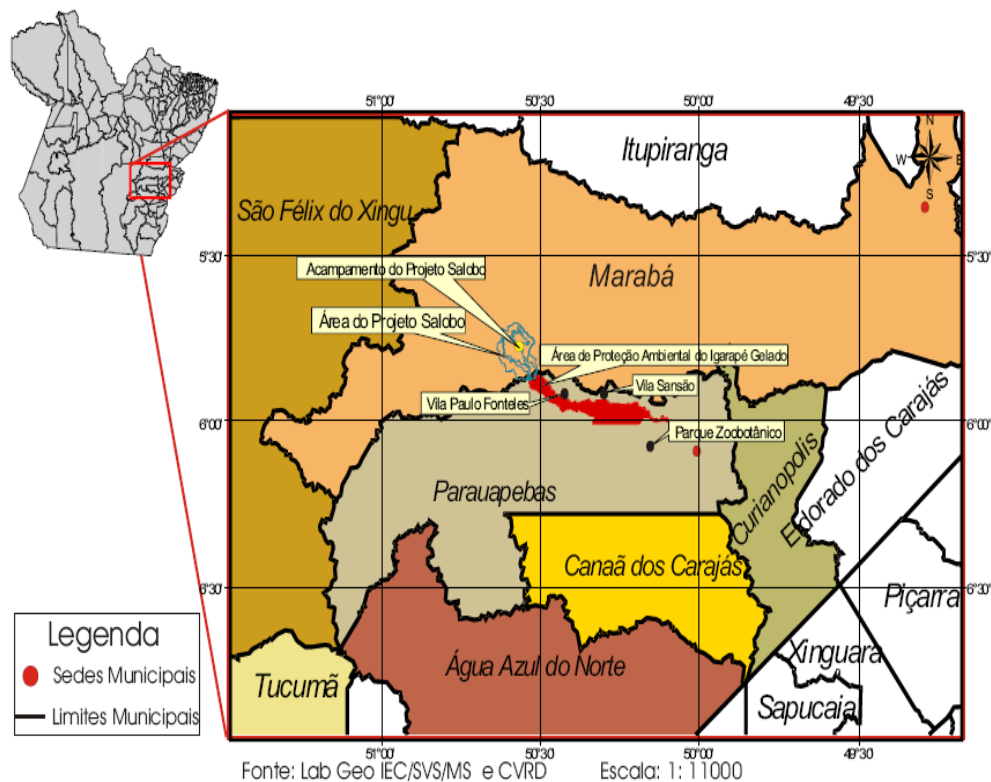 51°00
50°30
50°00
49°30
Itupiranga
N
W
E
S
São Félix do Xingu
5°30
5°30
Acampamento do Projeto Salobo
Marabá
Área do Projeto Salobo
Área de Proteção Ambiental do Igarapé Gelado
Vila Sansão
Vila Paulo Fonteles
6°00
6°00
Parque Zoobotânico
Parauapebas
Curianopolis
Eldorado dos Carajás
Canaã dos Carajás
6°30
6°30
Piçarra
Água Azul do Norte
Xinguara
Tucumã
Sapucaia
Legenda
Sedes Municipais
Limites Municipais
51°00
50°30
50°00
49°30
Fonte: Lab Geo IEC/SVS/MS e CVRD Escala: 1: 11000